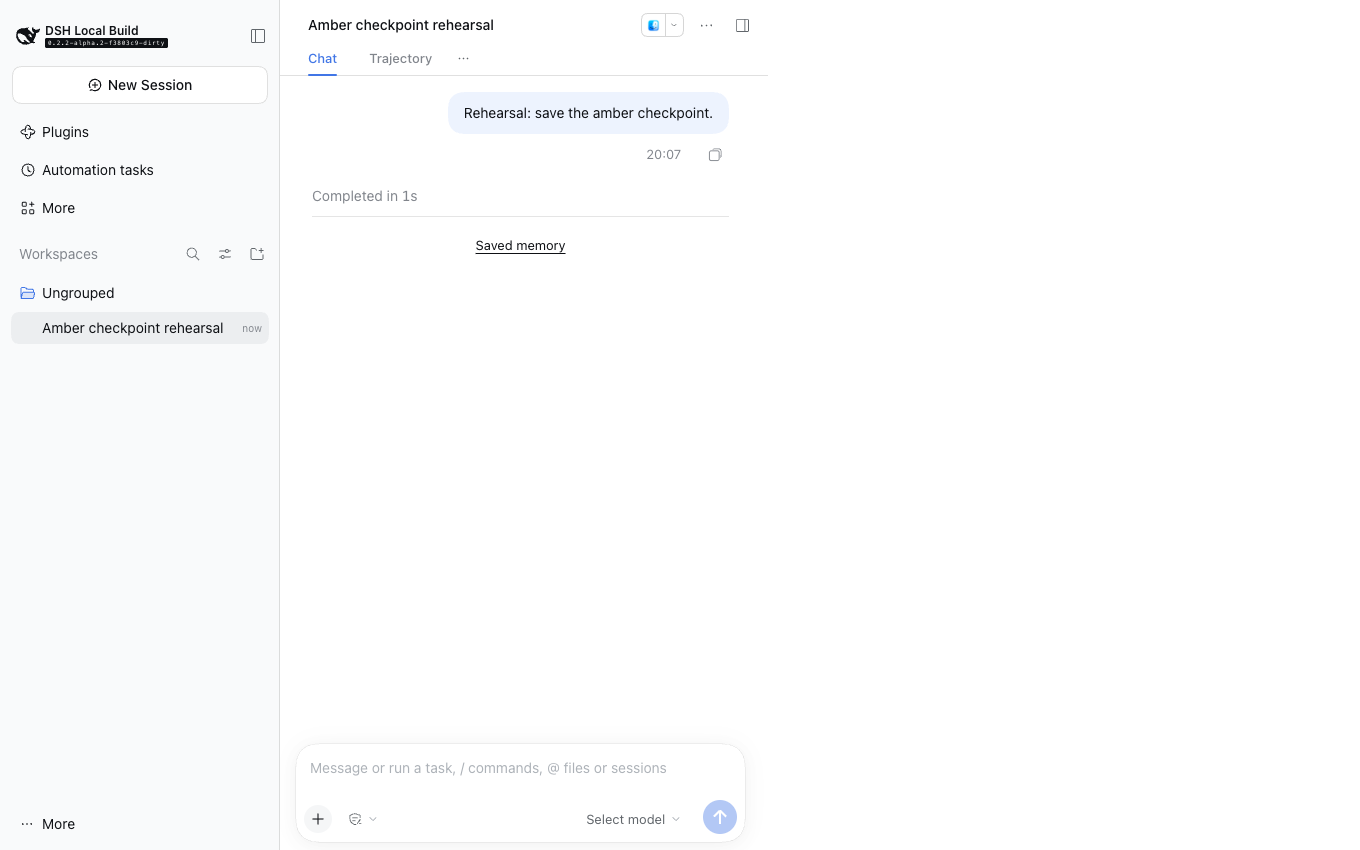 DSH Local Build
0.2.2-alpha.2-f3803c9-dirty
New Session
Plugins
Automation tasks
More
Workspaces
Ungrouped
Amber checkpoint rehearsal now
More
Amber checkpoint rehearsal
Chat Trajectory
Rehearsal: save the amber checkpoint.
20:07
Completed in 1s
Saved memory
Message or run a task, / commands, @ files or sessions
Select model